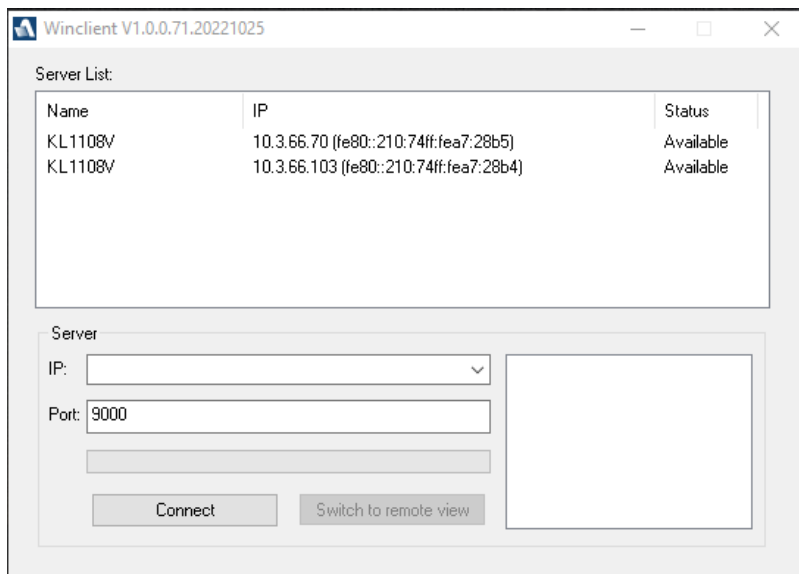 Winclient V1.0.0.71.20221025
Server List:
Name IP Status
KL1108V 10.3.66.70 (fe80::210:74ff:fea7:28b5) Available
KL1108V 10.3.66.103 (fe80::210:74ff:fea7:28b4) Available
Server
IP:
Port: 9000
Connect Switch to remote view